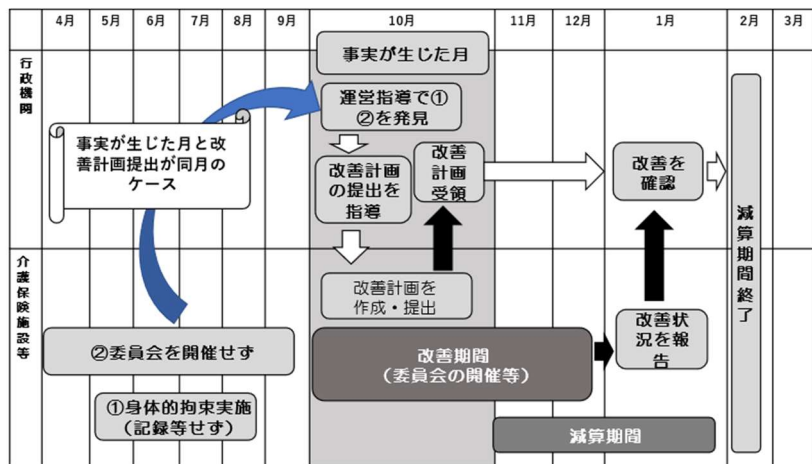 4月 5月 6月 7月 8月 9月 10月 11月 12月 1月 2月 3月
行政機関
事実が生じた月
運営指導で①
②を発見
事実が生じた月と改
善計画提出が同月の
ケース
改善計画
の提出を
指導
改善
計画
受領
改善を
確認
減算期間終了
介護保険施設等
改善計画を
作成・提出
②委員会を開催せず
改善期間
(委員会の開催等)
改善状
況を報
告
①身体的拘束実施
(記録等せず)
減算期間